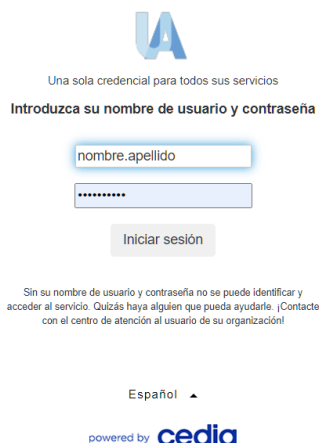 UA
Una sola credencial para todos sus servicios
Introduzca su nombre de usuario y contraseña
nombre.apellido
••••••••••
Iniciar sesión
Sin su nombre de usuario y contraseña no se puede identificar y
acceder al servicio. Quizás haya alguien que pueda ayudarle. ¡Contacte
con el centro de atención al usuario de su organización!
Español ▲
powered by cedia